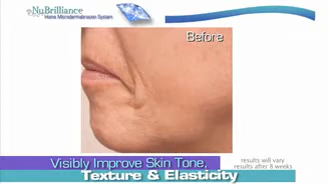 NuBrilliance
Home Microdermabrasion System
Before
Visibly Improve Skin Tone,
Texture & Elasticity
results will vary
results after 8 weeks